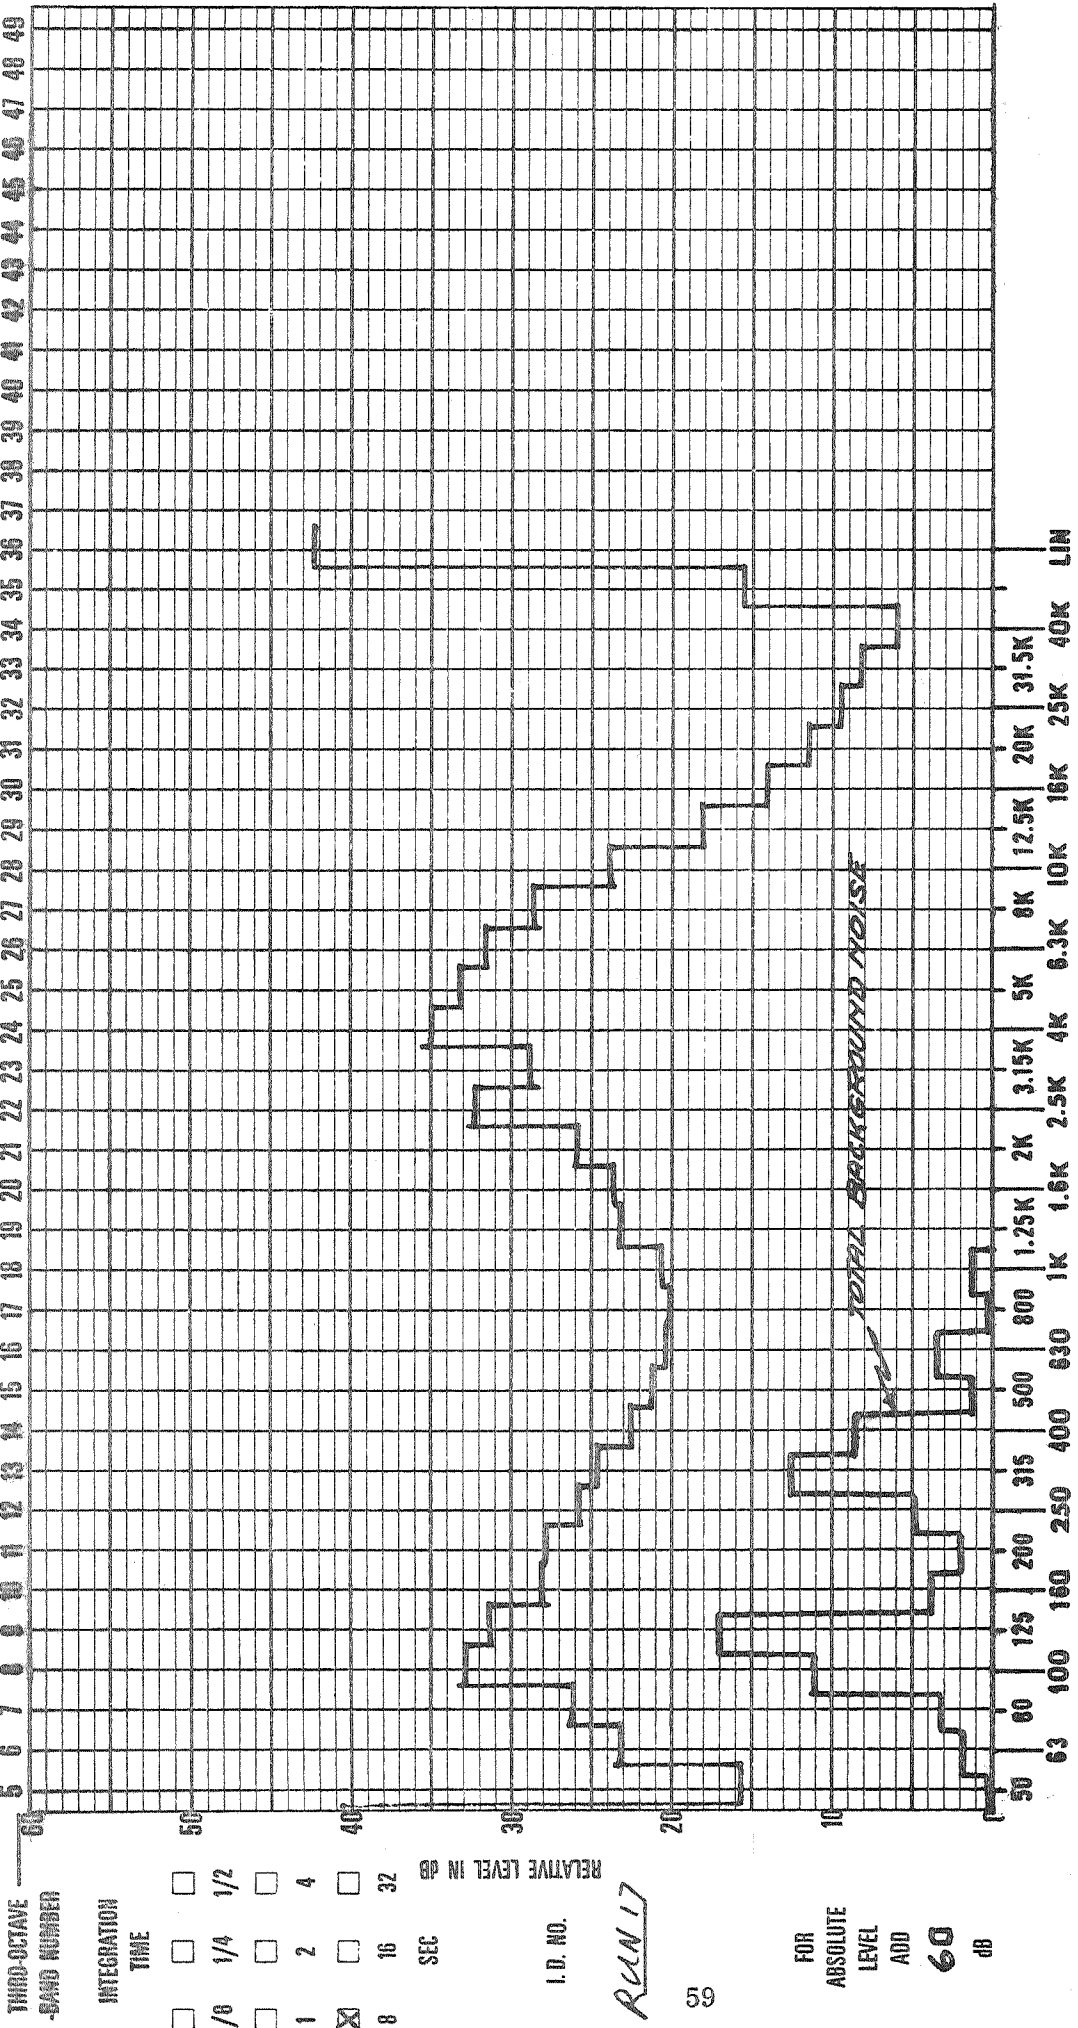 THIRD-OCTAVE
-BAND NUMBER
5 6 7 8 9 10 11 12 13 14 15 16 17 18 19 20 21 22 23 24 25 26 27 28 29 30 31 32 33 34 35 36 37 38 39 40 41 42 43 44 45 46 47 48 49
INTEGRATION
TIME
/8 1/4 1/2
1 2 4
8 16 32
SEC
I.D. NO.
RUN 17
59
FOR
ABSOLUTE
LEVEL
ADD
60
dB
RELATIVE LEVEL IN dB
60
40
30
20
10
TOTAL BACKGROUND NOISE
50 80 125 200 315 500 800 1.25K 2K 3.15K 5K 8K 12.5K 20K 31.5K
63 100 160 250 400 630 1K 1.6K 2.5K 4K 6.3K 10K 16K 25K 40K LIN